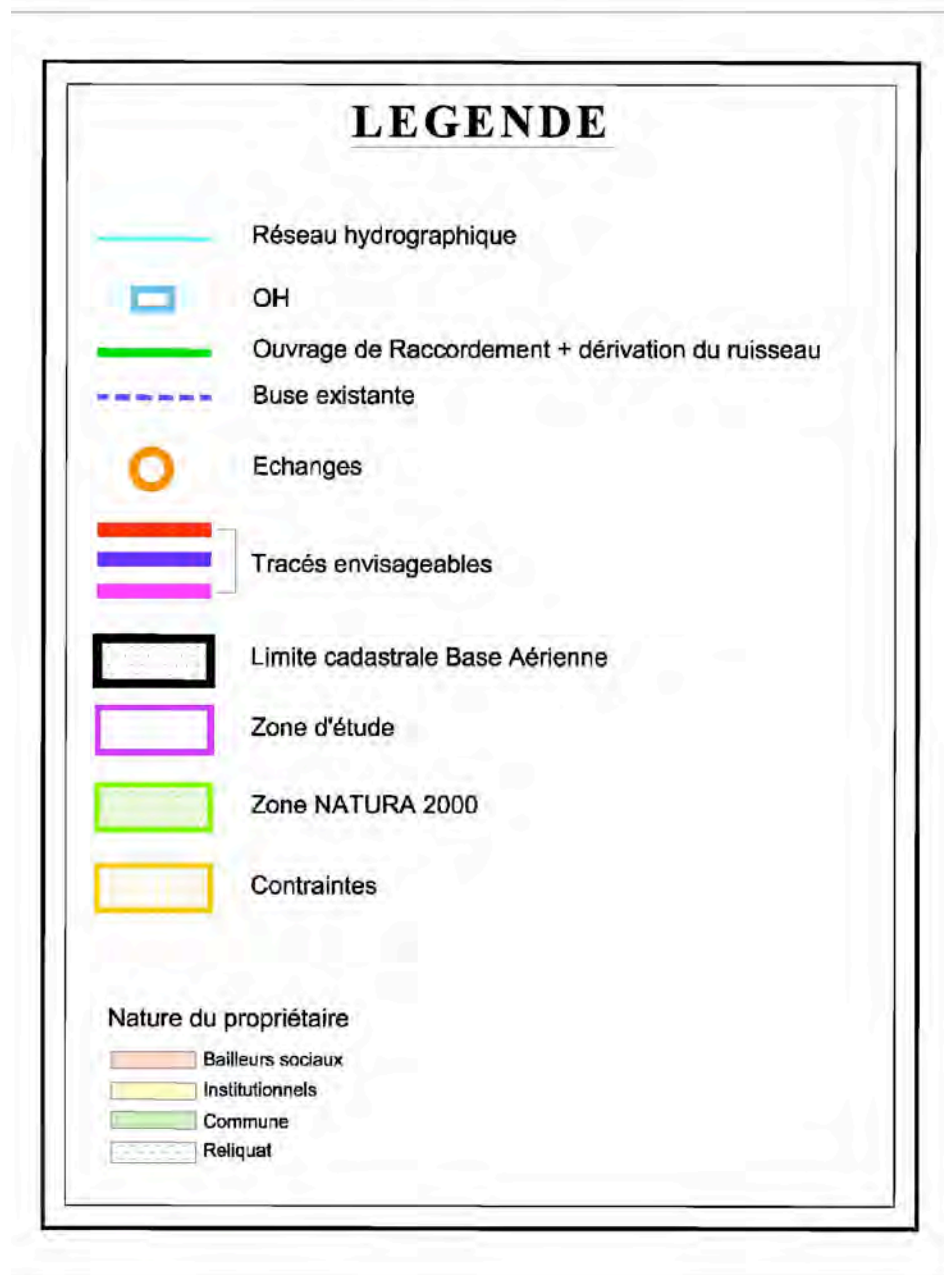 LEGENDE
Réseau hydrographique
OH
Ouvrage de Raccordement + dérivation du ruisseau
Buse existante
Echanges
Tracés envisageables
Limite cadastrale Base Aérienne
Zone d'étude
Zone NATURA 2000
Contraintes
Nature du propriétaire
Bailleurs sociaux
Institutionnels
Commune
Reliquat